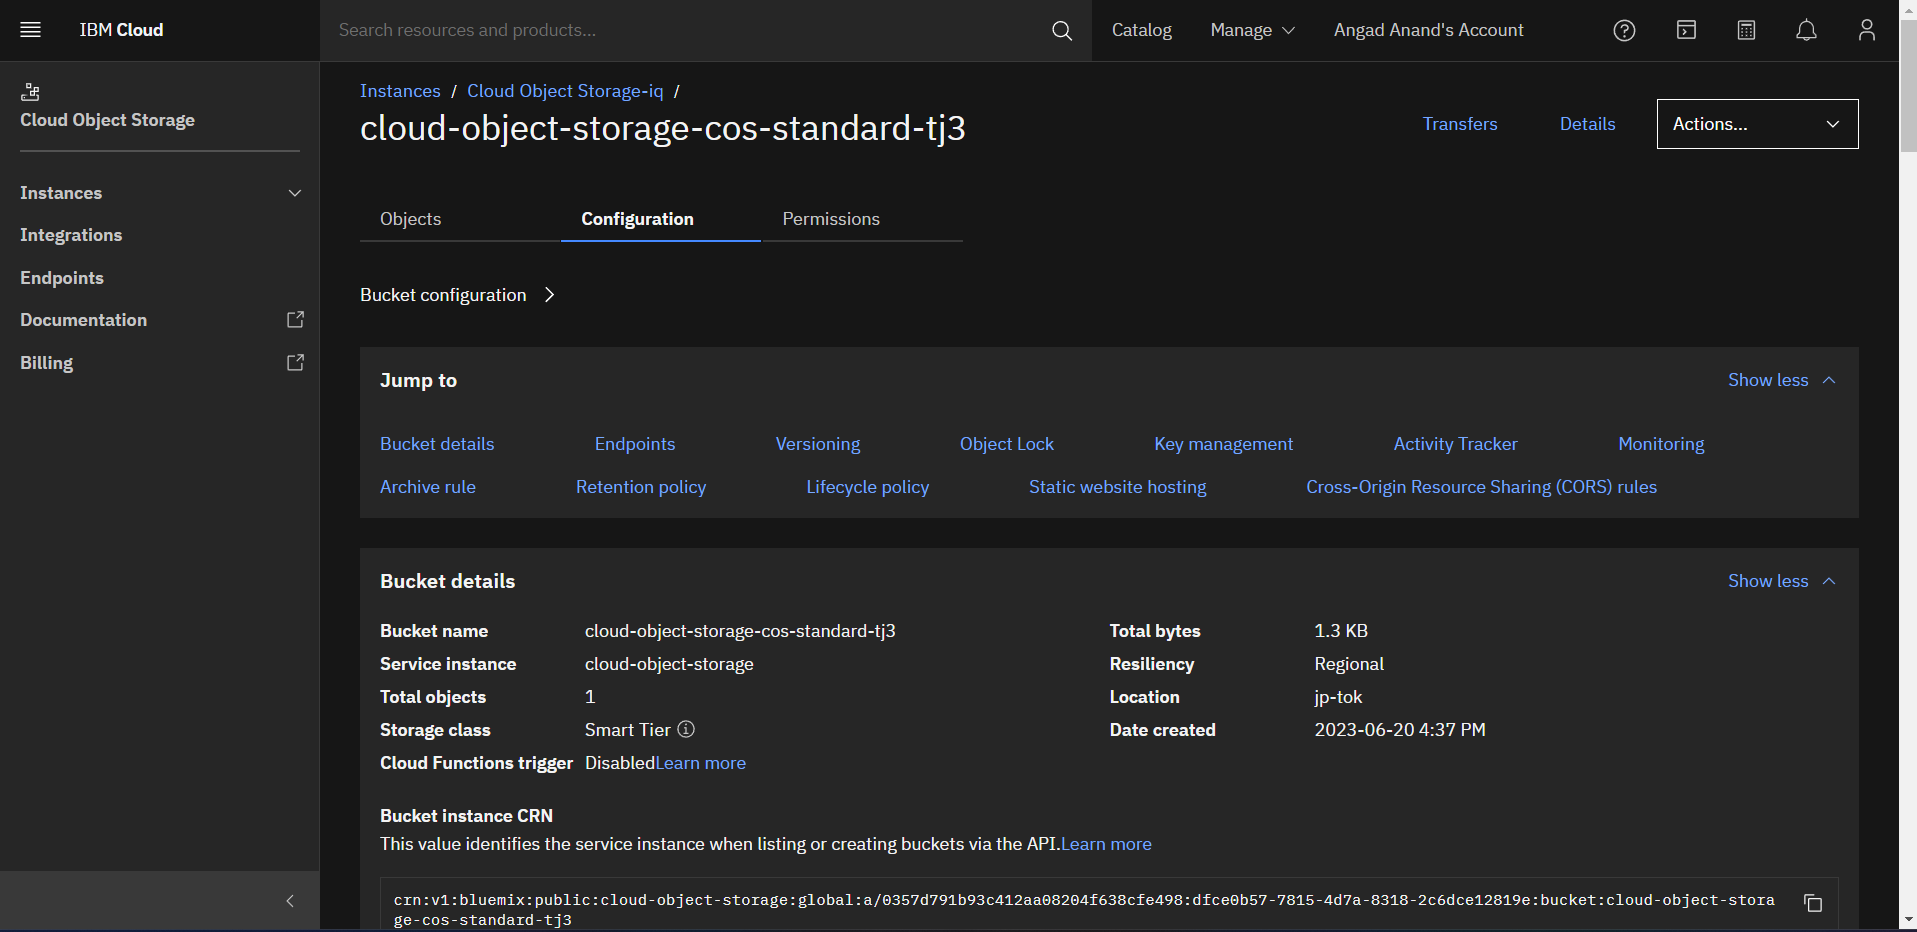 IBM Cloud
Search resources and products...
Catalog
Manage
Angad Anand's Account
Cloud Object Storage
Instances
Integrations
Endpoints
Documentation
Billing
Instances / Cloud Object Storage-iq /
cloud-object-storage-cos-standard-tj3
Transfers
Details
Actions...
Objects
Configuration
Permissions
Bucket configuration
Jump to
Show less
Bucket details
Endpoints
Versioning
Object Lock
Key management
Activity Tracker
Monitoring
Archive rule
Retention policy
Lifecycle policy
Static website hosting
Cross-Origin Resource Sharing (CORS) rules
Bucket details
Show less
Bucket name cloud-object-storage-cos-standard-tj3
Service instance cloud-object-storage
Total objects 1
Storage class Smart Tier
Cloud Functions trigger DisabledLearn more
Total bytes 1.3 KB
Resiliency Regional
Location jp-tok
Date created 2023-06-20 4:37 PM
Bucket instance CRN
This value identifies the service instance when listing or creating buckets via the API.Learn more
crn:v1:bluemix:public:cloud-object-storage:global:a/0357d791b93c412aa08204f638cfe498:dfce0b57-7815-4d7a-8318-2c6dce12819e:bucket:cloud-object-stora
ge-cos-standard-tj3